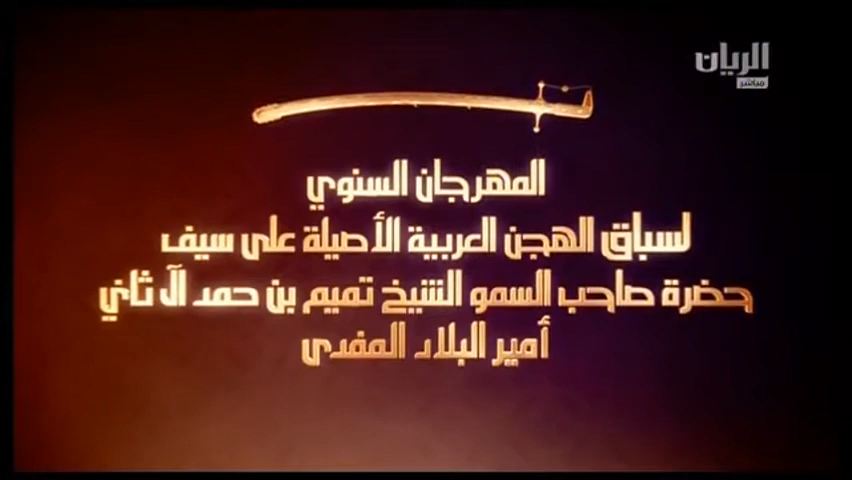 الريان
مباشر
المهرجان السنوي
لسباق الهجن العربية الأصيلة على سيف
حضرة صاحب السمو الشيخ تميم بن حمد آل ثاني
أمير البلاد المفدى